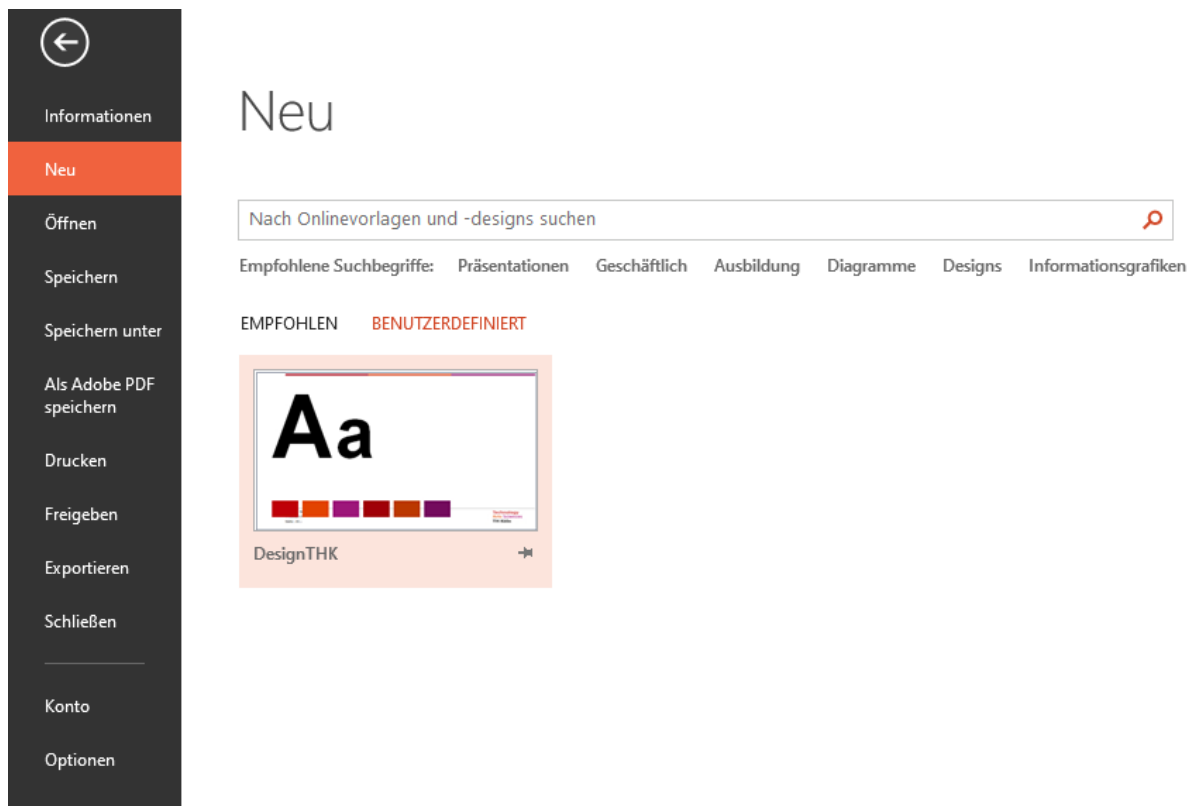 Informationen
Neu
Öffnen
Speichern
Speichern unter
Als Adobe PDF
speichern
Drucken
Freigeben
Exportieren
Schließen
Konto
Optionen
Neu
Nach Onlinevorlagen und -designs suchen
Empfohlene Suchbegriffe: Präsentationen Geschäftlich Ausbildung Diagramme Designs Informationsgrafiken
EMPFOHLEN BENUTZERDEFINIERT
Aa
DesignTHK